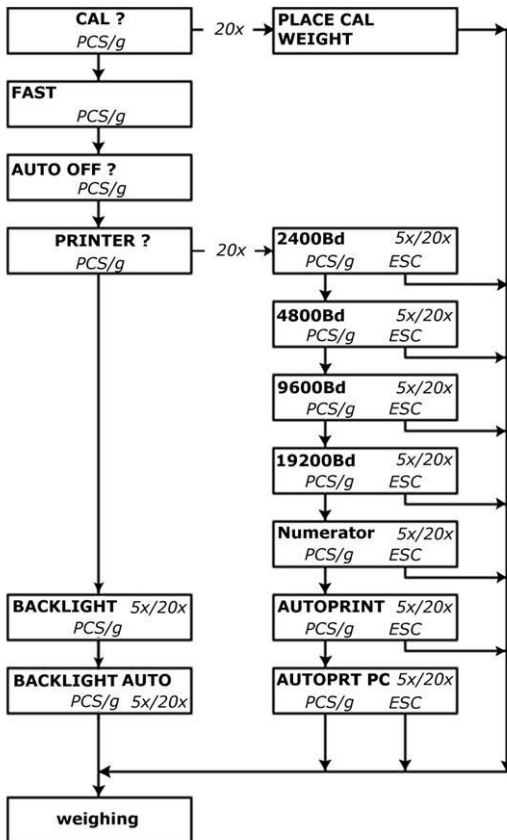 CAL ?
PCS/g
20x
PLACE CAL
WEIGHT
FAST
PCS/g
AUTO OFF ?
PCS/g
PRINTER ?
PCS/g
20x
2400Bd 5x/20x
PCS/g ESC
4800Bd 5x/20x
PCS/g ESC
9600Bd 5x/20x
PCS/g ESC
19200Bd 5x/20x
PCS/g ESC
Numerator 5x/20x
PCS/g ESC
BACKLIGHT 5x/20x
PCS/g
AUTOPRINT 5x/20x
PCS/g ESC
BACKLIGHT AUTO
PCS/g 5x/20x
AUTOPRT PC 5x/20x
PCS/g ESC
weighing